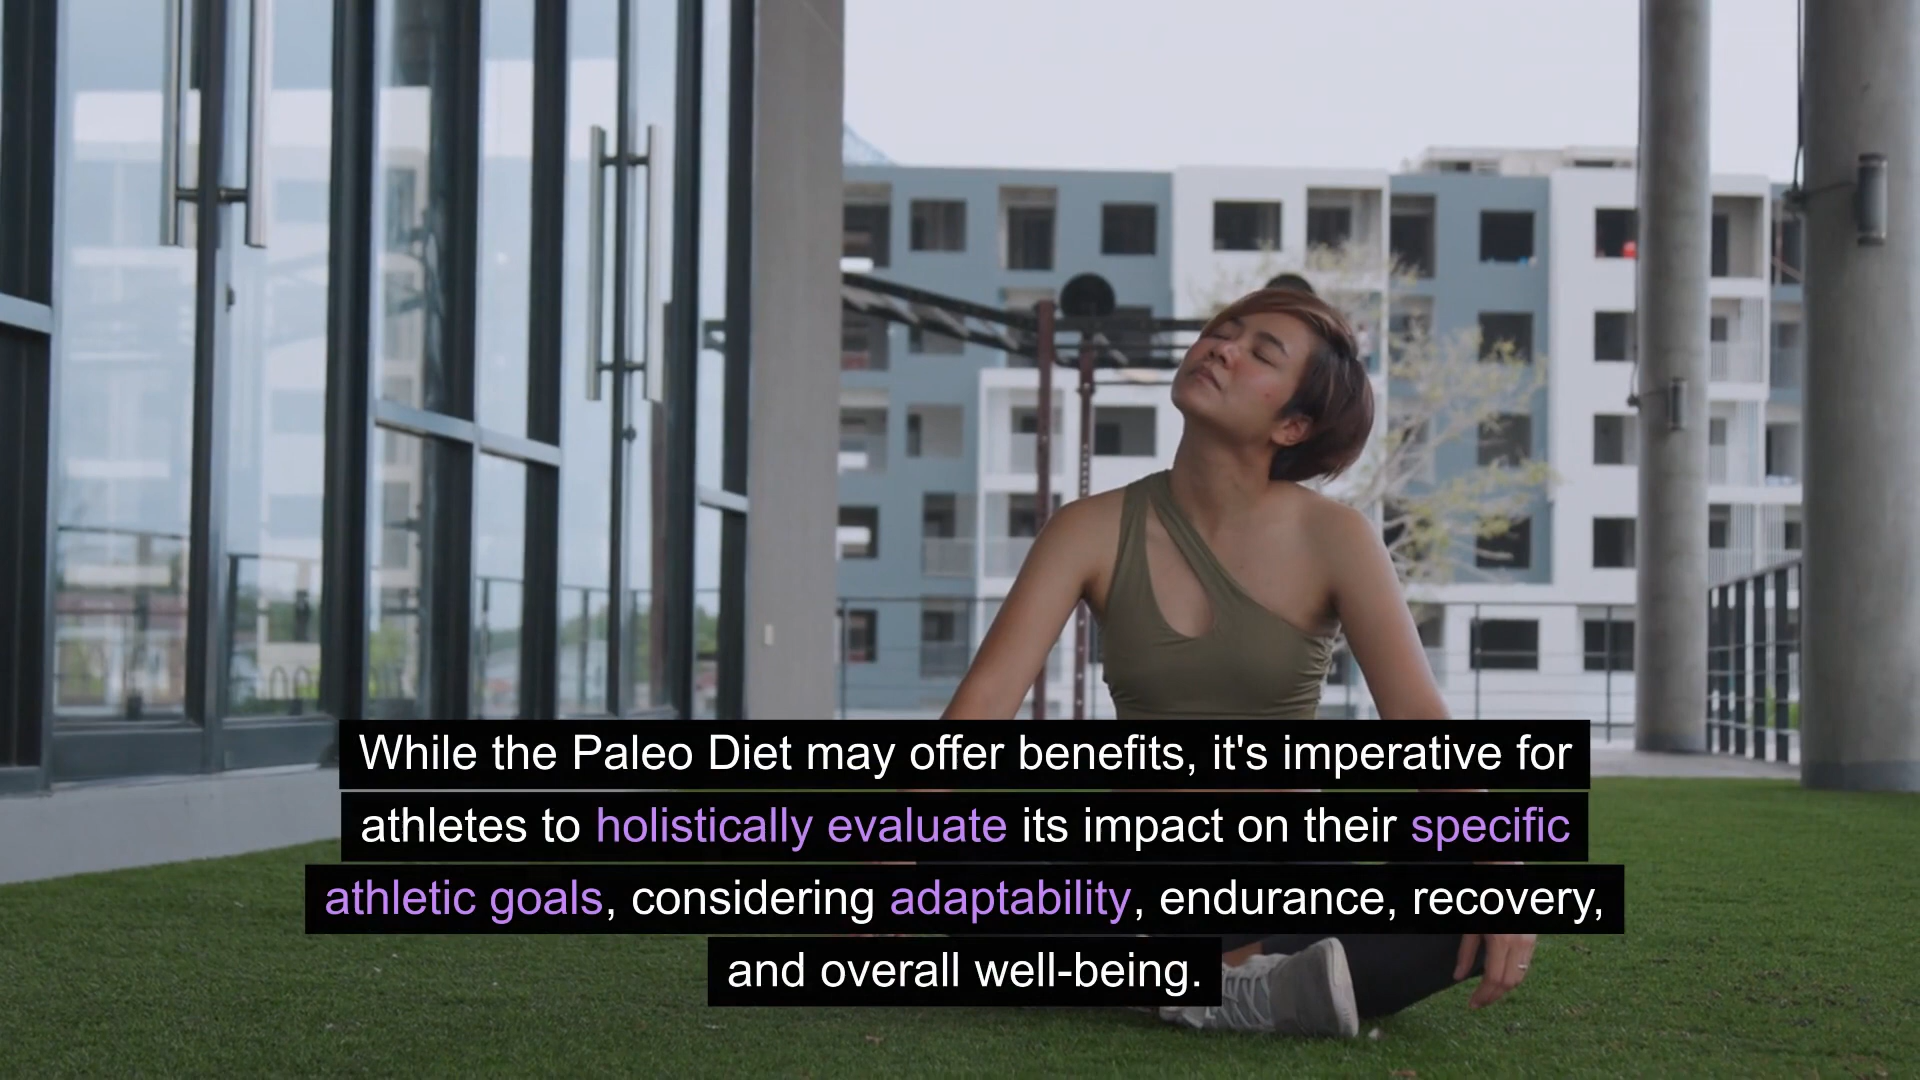 While the Paleo Diet may offer benefits, it's imperative for
athletes to holistically evaluate its impact on their specific
athletic goals, considering adaptability, endurance, recovery,
and overall well-being.